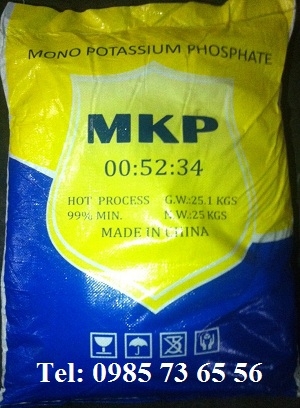 MONO POTASSIUM PHOSPHATE
MKP
00:52:34
HOT PROCESS G.W.:25.1 KGS
99% MIN. N.W.:25 KGS
MADE IN CHINA
Tel: 0985 73 65 56